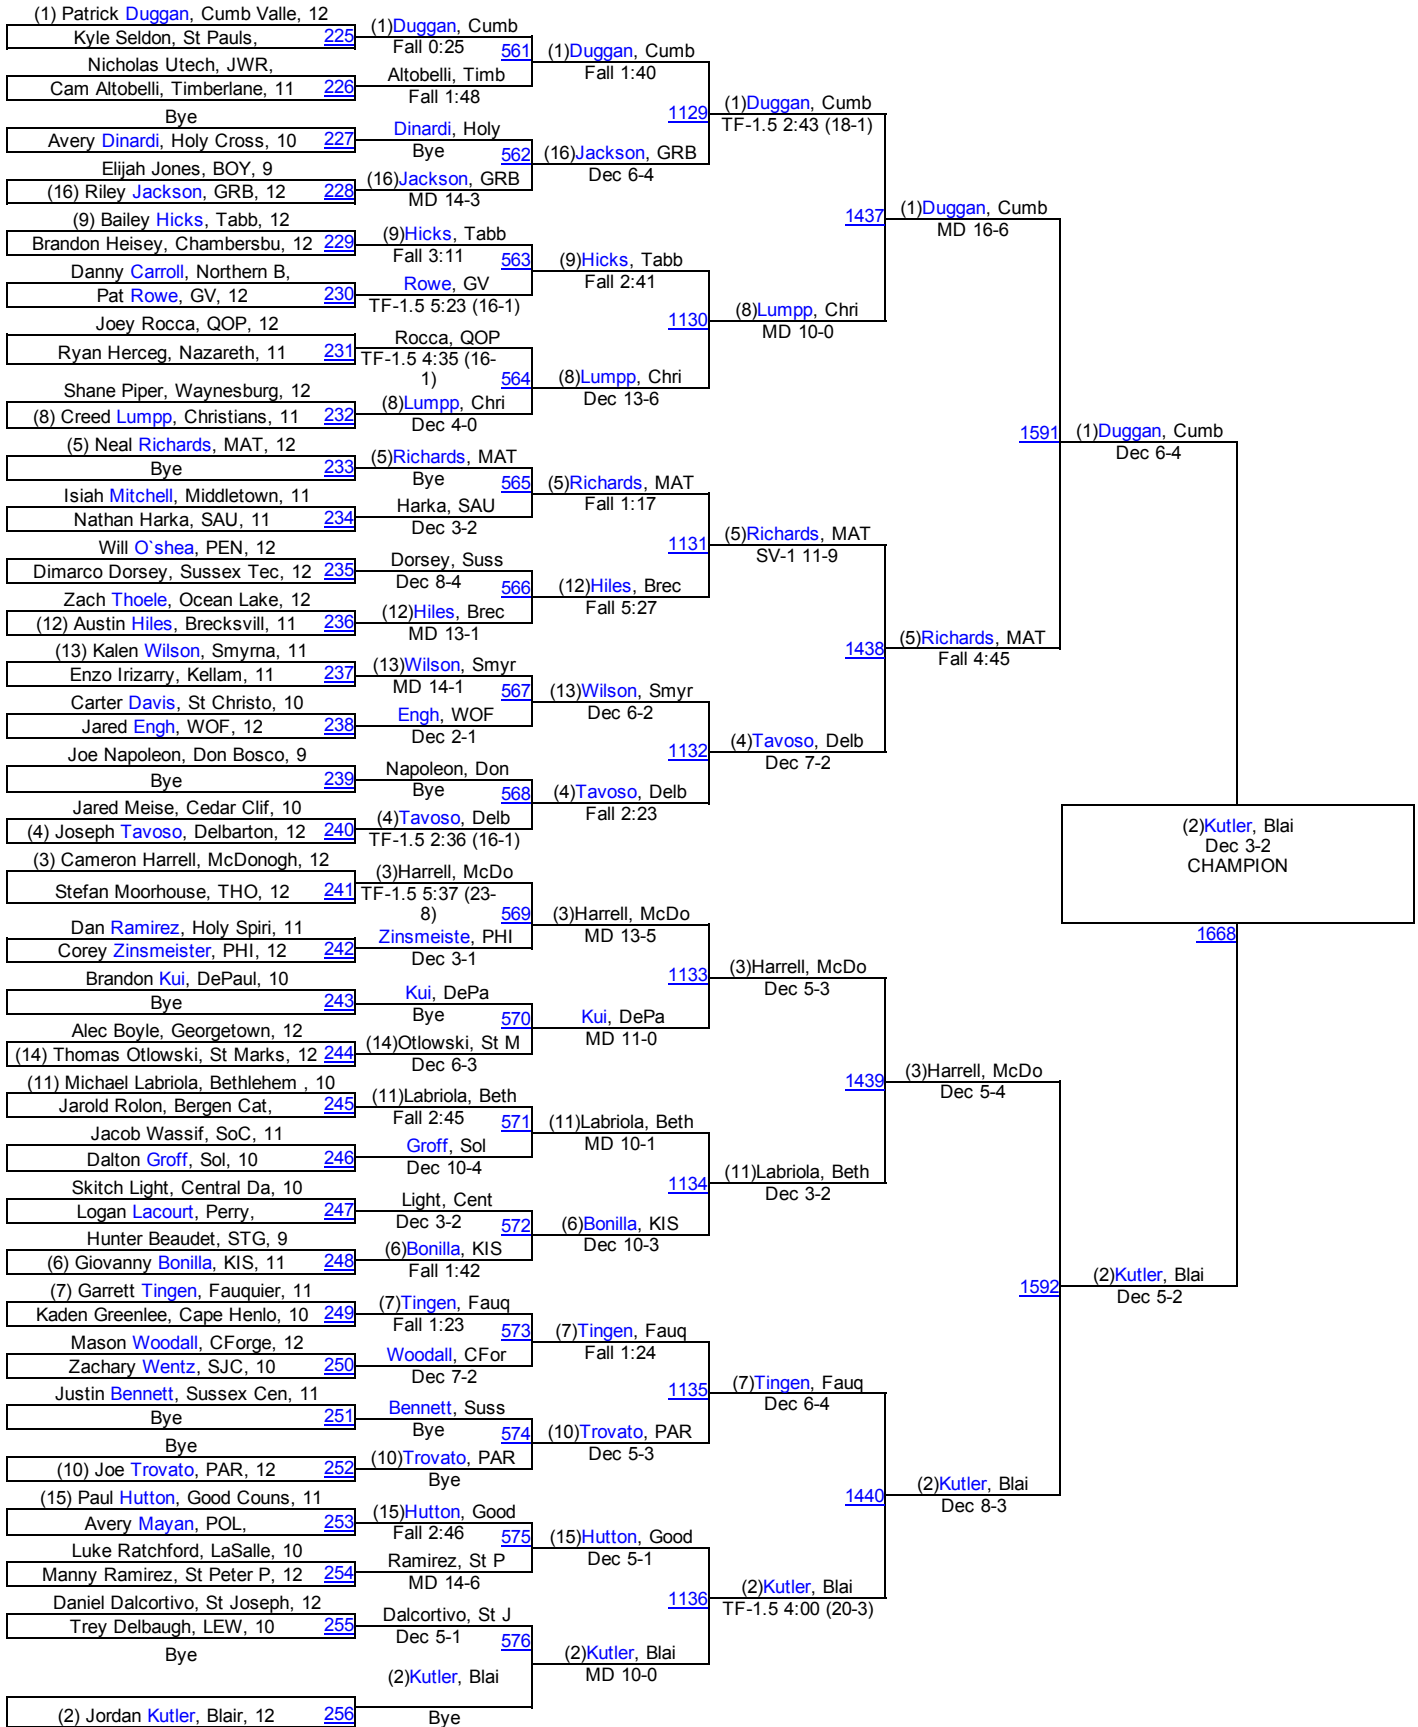 (1) Patrick Duggan, Cumb Valle, 12
Kyle Seldon, St Pauls, 225
Nicholas Utech, JWR,
Cam Altobelli, Timberlane, 11 226
Bye
Avery Dinardi, Holy Cross, 10 227
Elijah Jones, BOY, 9
(16) Riley Jackson, GRB, 12 228
(9) Bailey Hicks, Tabb, 12
Brandon Heisey, Chambersbu, 12 229
Danny Carroll, Northern B,
Pat Rowe, GV, 12 230
Joey Rocca, QOP, 12
Ryan Herceg, Nazareth, 11 231
Shane Piper, Waynesburg, 12
(8) Creed Lumpp, Christians, 11 232
(5) Neal Richards, MAT, 12
Bye 233
Isiah Mitchell, Middletown, 11
Nathan Harka, SAU, 11 234
Will O`shea, PEN, 12
Dimarco Dorsey, Sussex Tec, 12 235
Zach Thoele, Ocean Lake, 12
(12) Austin Hiles, Brecksvill, 11 236
(13) Kalen Wilson, Smyrna, 11
Enzo Irizarry, Kellam, 11 237
Carter Davis, St Christo, 10
Jared Engh, WOF, 12 238
Joe Napoleon, Don Bosco, 9
Bye 239
Jared Meise, Cedar Clif, 10
(4) Joseph Tavoso, Delbarton, 12 240
(3) Cameron Harrell, McDonogh, 12
Stefan Moorhouse, THO, 12 241
Dan Ramirez, Holy Spiri, 11
Corey Zinsmeister, PHI, 12 242
Brandon Kui, DePaul, 10
Bye 243
Alec Boyle, Georgetown, 12
(14) Thomas Otlowski, St Marks, 12 244
(11) Michael Labriola, Bethlehem , 10
Jarold Rolon, Bergen Cat, 245
Jacob Wassif, SoC, 11
Dalton Groff, Sol, 10 246
Skitch Light, Central Da, 10
Logan Lacourt, Perry, 247
Hunter Beaudet, STG, 9
(6) Giovanny Bonilla, KIS, 11 248
(7) Garrett Tingen, Fauquier, 11
Kaden Greenlee, Cape Henlo, 10 249
Mason Woodall, CForge, 12
Zachary Wentz, SJC, 10 250
Justin Bennett, Sussex Cen, 11
Bye 251
Bye
(10) Joe Trovato, PAR, 12 252
(15) Paul Hutton, Good Couns, 11
Avery Mayan, POL, 253
Luke Ratchford, LaSalle, 10
Manny Ramirez, St Peter P, 12 254
Daniel Dalcortivo, St Joseph, 12
Trey Delbaugh, LEW, 10 255
Bye
(2) Jordan Kutler, Blair, 12 256
(1)Duggan, Cumb
Fall 0:25
561
Altobelli, Timb
Fall 1:48
Dinardi, Holy
Bye
562
(16)Jackson, GRB
MD 14-3
(9)Hicks, Tabb
Fall 3:11
563
Rowe, GV
TF-1.5 5:23 (16-1)
Rocca, QOP
TF-1.5 4:35 (16-
1)
564
(8)Lumpp, Chri
Dec 4-0
(5)Richards, MAT
Bye
565
Harka, SAU
Dec 3-2
Dorsey, Suss
Dec 8-4
566
(12)Hiles, Brec
MD 13-1
(13)Wilson, Smyr
MD 14-1
567
Engh, WOF
Dec 2-1
Napoleon, Don
Bye
568
(4)Tavoso, Delb
TF-1.5 2:36 (16-1)
(3)Harrell, McDo
TF-1.5 5:37 (23-
8)
569
Zinsmeiste, PHI
Dec 3-1
Kui, DePa
Bye
570
(14)Otlowski, St M
Dec 6-3
(11)Labriola, Beth
Fall 2:45
571
Groff, Sol
Dec 10-4
Light, Cent
Dec 3-2
572
(6)Bonilla, KIS
Fall 1:42
(7)Tingen, Fauq
Fall 1:23
573
Woodall, CFor
Dec 7-2
Bennett, Suss
Bye
574
(10)Trovato, PAR
Bye
(15)Hutton, Good
Fall 2:46
575
Ramirez, St P
MD 14-6
Dalcortivo, St J
Dec 5-1
576
(2)Kutler, Blai
Bye
(1)Duggan, Cumb
Fall 1:40
1129
(16)Jackson, GRB
Dec 6-4
(9)Hicks, Tabb
Fall 2:41
1130
(8)Lumpp, Chri
Dec 13-6
(5)Richards, MAT
Fall 1:17
1131
(12)Hiles, Brec
Fall 5:27
(13)Wilson, Smyr
Dec 6-2
1132
(4)Tavoso, Delb
Fall 2:23
(3)Harrell, McDo
MD 13-5
1133
Kui, DePa
MD 11-0
(11)Labriola, Beth
MD 10-1
1134
(6)Bonilla, KIS
Dec 10-3
(7)Tingen, Fauq
Fall 1:24
1135
(10)Trovato, PAR
Dec 5-3
(15)Hutton, Good
Dec 5-1
1136
(2)Kutler, Blai
MD 10-0
(1)Duggan, Cumb
TF-1.5 2:43 (18-1)
1437
(8)Lumpp, Chri
MD 10-0
(5)Richards, MAT
SV-1 11-9
1438
(4)Tavoso, Delb
Dec 7-2
(3)Harrell, McDo
Dec 5-3
1439
(11)Labriola, Beth
Dec 3-2
(7)Tingen, Fauq
Dec 6-4
1440
(2)Kutler, Blai
TF-1.5 4:00 (20-3)
(1)Duggan, Cumb
MD 16-6
1591
(5)Richards, MAT
Fall 4:45
(3)Harrell, McDo
Dec 5-4
1592
(2)Kutler, Blai
Dec 8-3
(1)Duggan, Cumb
Dec 6-4
(2)Kutler, Blai
Dec 5-2
(2)Kutler, Blai
Dec 3-2
CHAMPION
1668